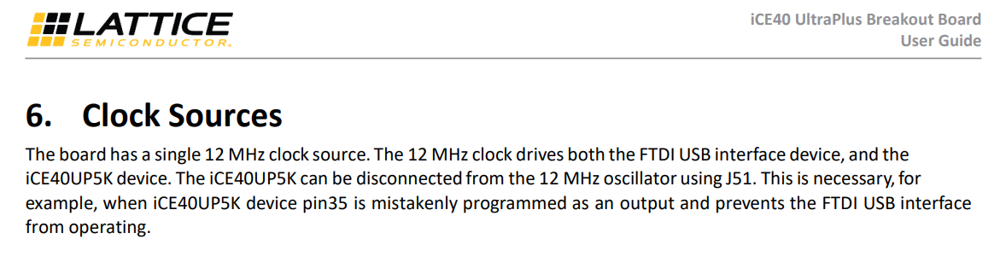 LATTICE
SEMICONDUCTOR.
iCE40 UltraPlus Breakout Board
User Guide
6. Clock Sources
The board has a single 12 MHz clock source. The 12 MHz clock drives both the FTDI USB interface device, and the
iCE40UP5K device. The iCE40UP5K can be disconnected from the 12 MHz oscillator using J51. This is necessary, for
example, when iCE40UP5K device pin35 is mistakenly programmed as an output and prevents the FTDI USB interface
from operating.